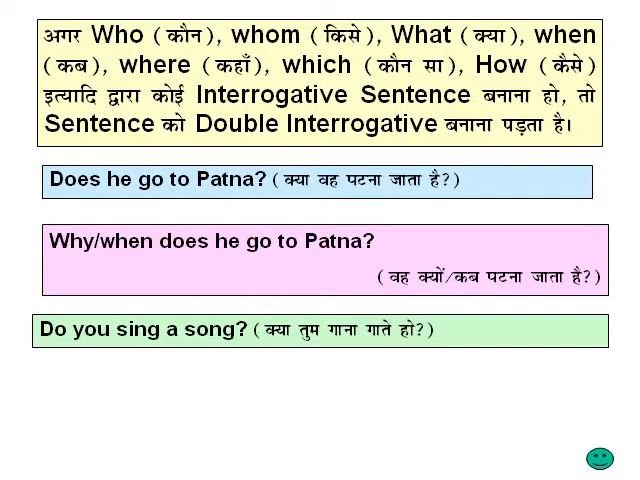 अगर Who (कौन), whom (किसे), What (क्या), when
(कब), where (कहाँ), which (कौन सा), How (कैसे)
इत्यादि द्वारा कोई Interrogative Sentence बनाना हो, तो
Sentence को Double Interrogative बनाना पड़ता है।
Does he go to Patna? (क्या वह पटना जाता है?)
Why/when does he go to Patna?
(वह क्यों/कब पटना जाता है?)
Do you sing a song? (क्या तुम गाना गाते हो?)